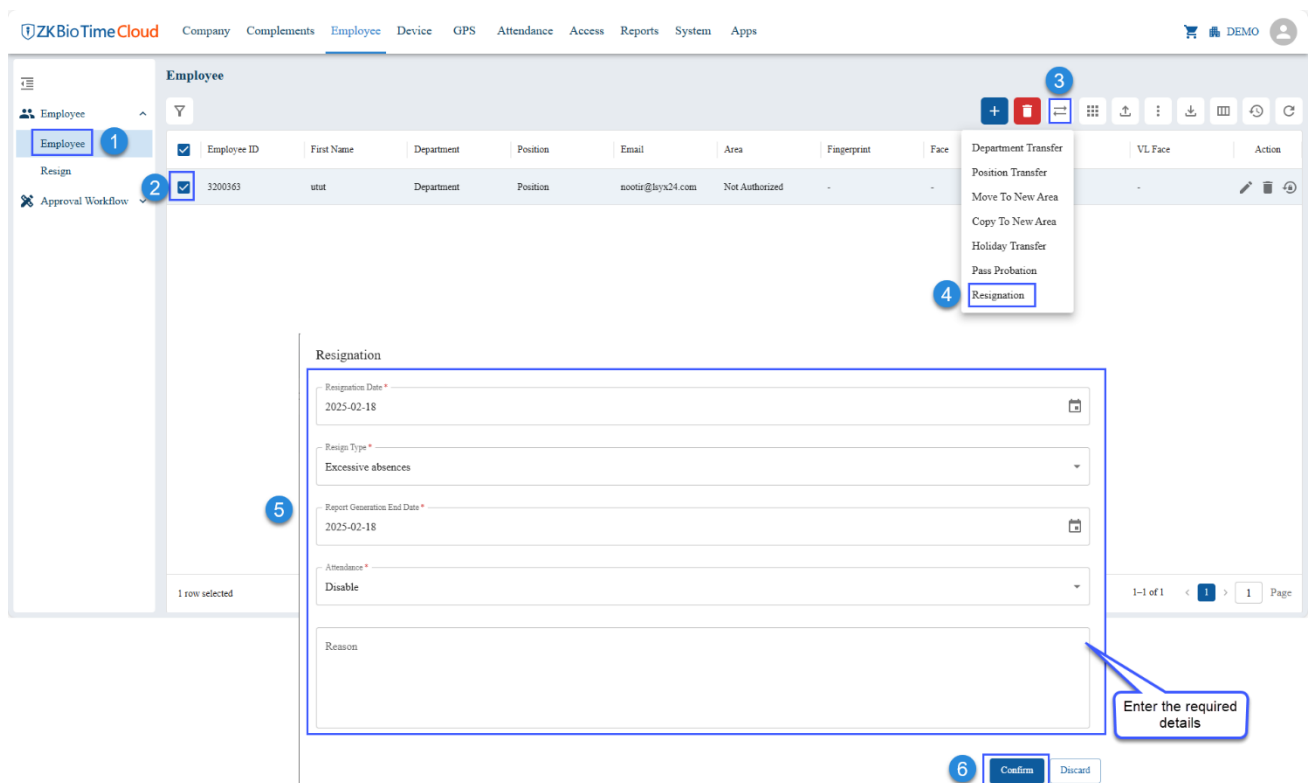 ZKBioTime Cloud Company Complements Employee Device GPS Attendance Access Reports System Apps DEMO
Employee
3
Employee
Employee 1
Resign
Approval Workflow
Employee ID First Name Department Position Email Area Fingerprint Face VL Face Action
2 3200363 utut Department Position nootir@lsyx24.com Not Authorized - - -
Department Transfer
Position Transfer
Move To New Area
Copy To New Area
Holiday Transfer
Pass Probation
4 Resignation
Resignation
Resignation Date *
2025-02-18
Resign Type *
Excessive absences
5
Report Generation End Date *
2025-02-18
Attendance *
Disable
1 row selected
1-1 of 1 < 1 > 1 Page
Reason
Enter the required
details
6 Confirm Discard